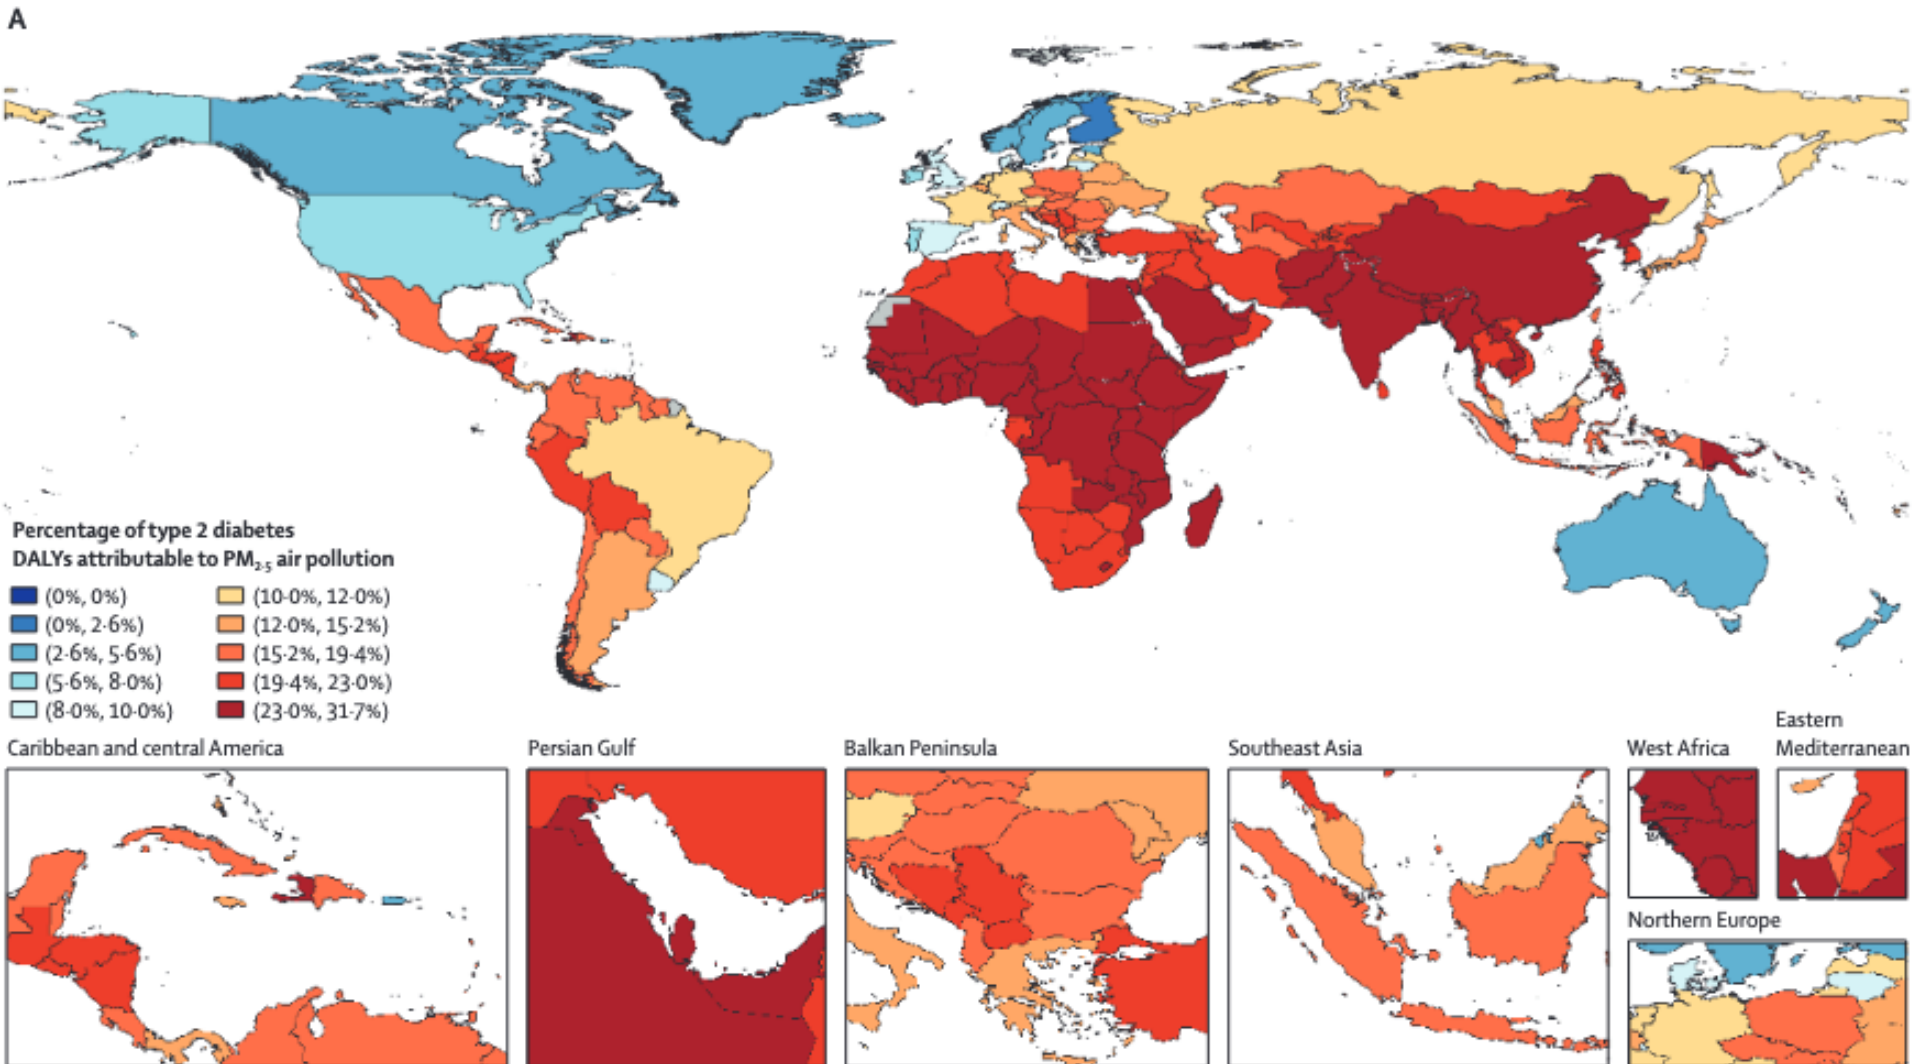 A
Percentage of type 2 diabetes
DALYs attributable to PM₂.₅ air pollution
(0%, 0%)
(0%, 2·6%)
(2·6%, 5·6%)
(5·6%, 8·0%)
(8·0%, 10·0%)
(10·0%, 12·0%)
(12·0%, 15·2%)
(15·2%, 19·4%)
(19·4%, 23·0%)
(23·0%, 31·7%)
Caribbean and central America
Persian Gulf
Balkan Peninsula
Southeast Asia
West Africa
Eastern
Mediterranean
Northern Europe